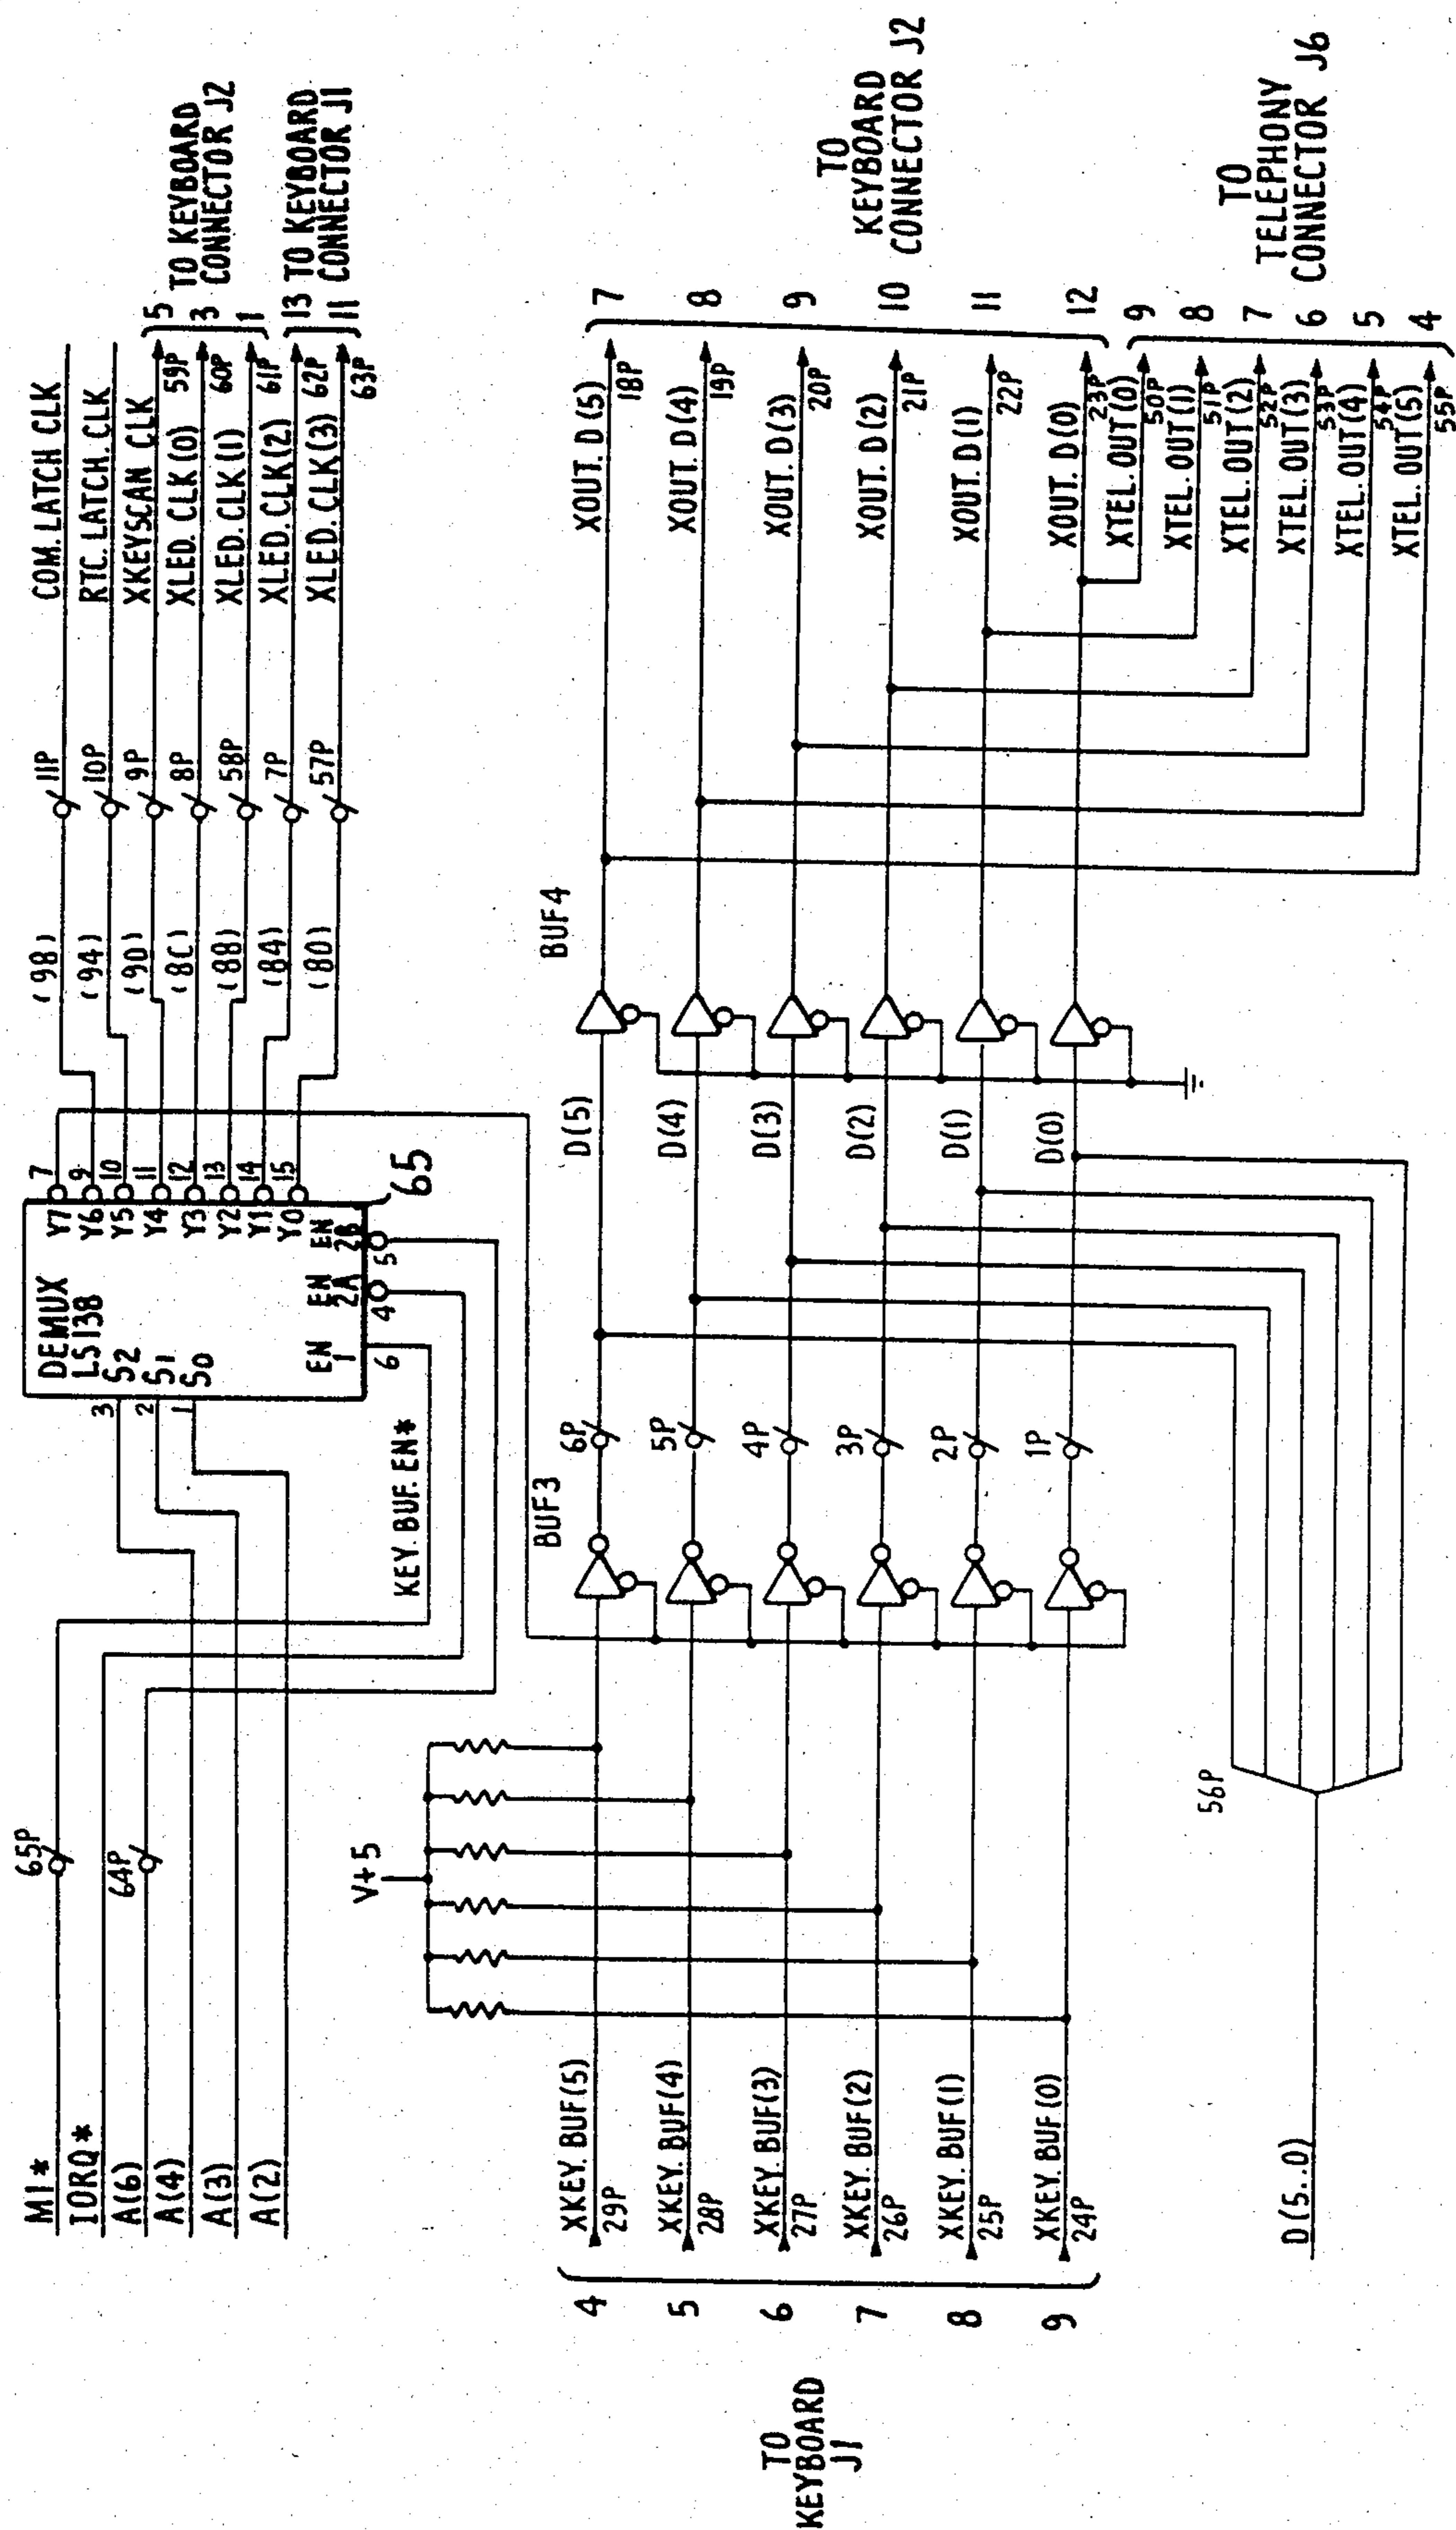 M1*
IORQ*
A(6)
A(4)
A(3)
A(2)
65P
64P
DEMUX
LS138
S2
S1
S0
3
2
1
Y7
Y6
Y5
Y4
Y3
Y2
Y1
Y0
7
9
10
11
12
13
14
15
EN
1
EN
2A
EN
2B
6
4
5
65
KEY. BUF. EN*
(98)
(94)
(90)
(8C)
(88)
(84)
(80)
11P
10P
9P
8P
58P
7P
57P
COM. LATCH CLK
RTC. LATCH. CLK
XKEYSCAN CLK
59P
XLED. CLK (0)
60P
XLED. CLK (1)
61P
XLED. CLK (2)
62P
XLED. CLK (3)
63P
5
3
1
TO KEYBOARD
CONNECTOR J2
13
11
TO KEYBOARD
CONNECTOR J1
V+5
TO
KEYBOARD
J1
4
5
6
7
8
9
XKEY. BUF(5)
29P
XKEY. BUF(4)
28P
XKEY. BUF(3)
27P
XKEY. BUF(2)
26P
XKEY. BUF(1)
25P
XKEY. BUF(0)
24P
BUF3
6P
5P
4P
3P
2P
1P
D(5)
D(4)
D(3)
D(2)
D(1)
D(0)
BUF4
XOUT. D(5)
18P
XOUT. D(4)
19P
XOUT. D(3)
20P
XOUT. D(2)
21P
XOUT. D(1)
22P
XOUT. D(0)
23P
XTEL. OUT(0)
50P
XTEL. OUT(1)
51P
XTEL. OUT(2)
52P
XTEL. OUT(3)
53P
XTEL. OUT(4)
54P
XTEL. OUT(5)
55P
7
8
9
10
11
12
TO
KEYBOARD
CONNECTOR J2
9
8
7
6
5
4
TO
TELEPHONY
CONNECTOR J6
D(5..0)
56P